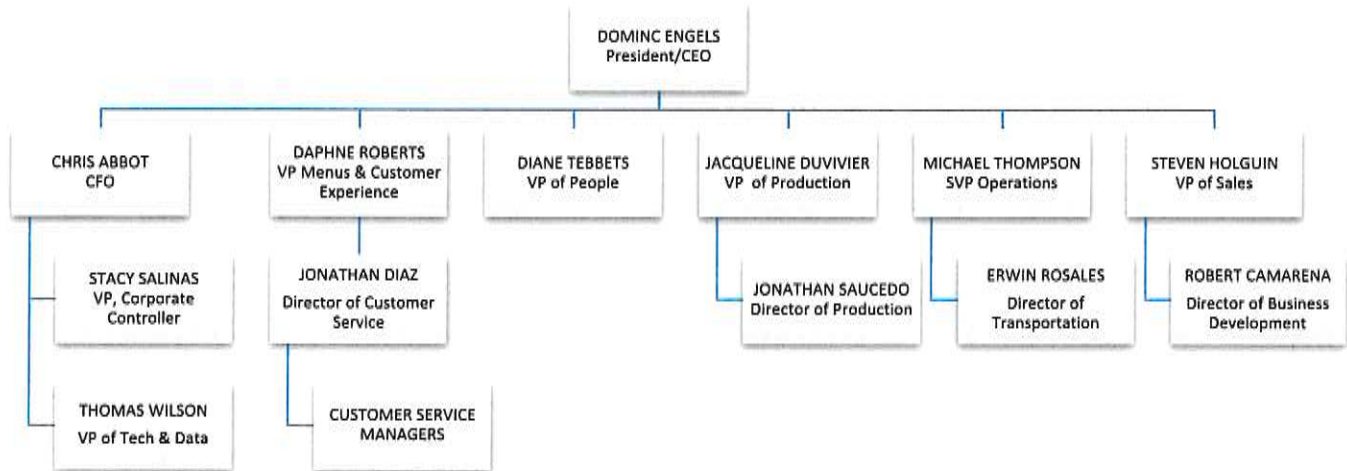 DOMINC ENGELS
President/CEO
CHRIS ABBOT
CFO
DAPHNE ROBERTS
VP Menus & Customer
Experience
DIANE TEBBETS
VP of People
JACQUELINE DUVIVIER
VP of Production
MICHAEL THOMPSON
SVP Operations
STEVEN HOLGUIN
VP of Sales
STACY SALINAS
VP, Corporate
Controller
JONATHAN DIAZ
Director of Customer
Service
JONATHAN SAUCEDO
Director of Production
ERWIN ROSALES
Director of
Transportation
ROBERT CAMARENA
Director of Business
Development
THOMAS WILSON
VP of Tech & Data
CUSTOMER SERVICE
MANAGERS